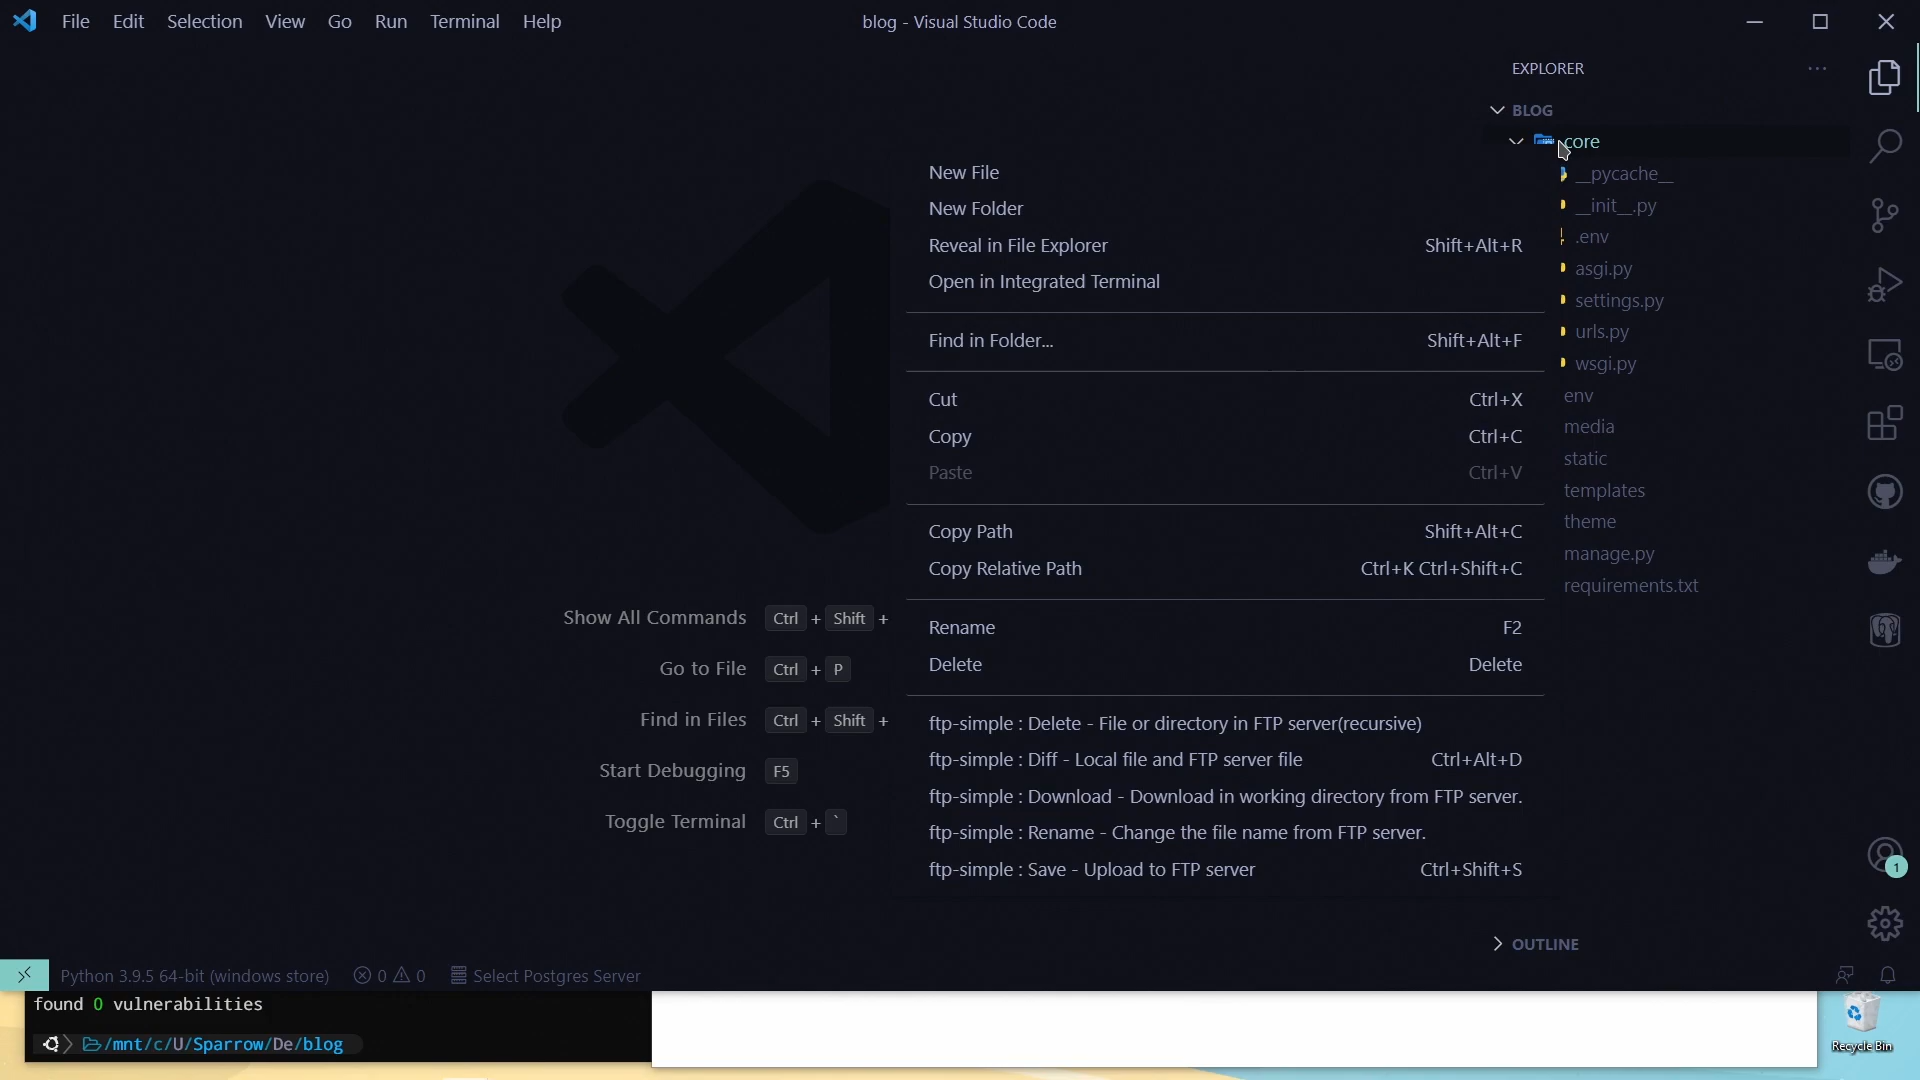 File Edit Selection View Go Run Terminal Help
blog - Visual Studio Code
EXPLORER
BLOG
core
__pycache__
__init__.py
.env
asgi.py
settings.py
urls.py
wsgi.py
env
media
static
templates
theme
manage.py
requirements.txt
OUTLINE
New File
New Folder
Reveal in File Explorer Shift+Alt+R
Open in Integrated Terminal
Find in Folder... Shift+Alt+F
Cut Ctrl+X
Copy Ctrl+C
Paste Ctrl+V
Copy Path Shift+Alt+C
Copy Relative Path Ctrl+K Ctrl+Shift+C
Rename F2
Delete Delete
ftp-simple : Delete - File or directory in FTP server(recursive)
ftp-simple : Diff - Local file and FTP server file Ctrl+Alt+D
ftp-simple : Download - Download in working directory from FTP server.
ftp-simple : Rename - Change the file name from FTP server.
ftp-simple : Save - Upload to FTP server Ctrl+Shift+S
Show All Commands Ctrl + Shift +
Go to File Ctrl + P
Find in Files Ctrl + Shift +
Start Debugging F5
Toggle Terminal Ctrl + `
1
Python 3.9.5 64-bit (windows store) 0 0 Select Postgres Server
found 0 vulnerabilities
/mnt/c/U/Sparrow/De/blog
Recycle Bin